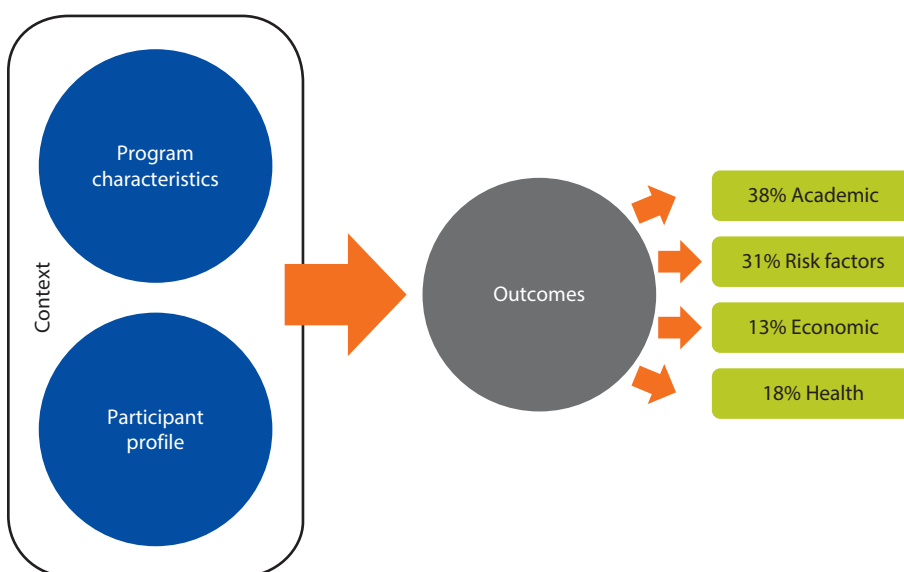 Context
Program
characteristics
Participant
profile
Outcomes
38% Academic
31% Risk factors
13% Economic
18% Health